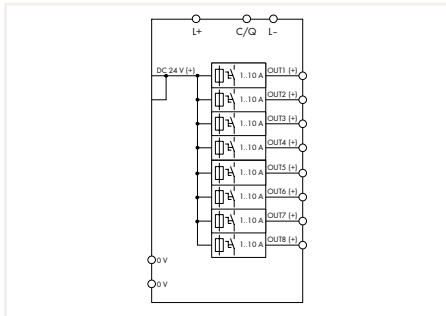 L+ C/Q L-
DC 24 V (+)
1..10 A OUT1 (+)
1..10 A OUT2 (+)
1..10 A OUT3 (+)
1..10 A OUT4 (+)
1..10 A OUT5 (+)
1..10 A OUT6 (+)
1..10 A OUT7 (+)
1..10 A OUT8 (+)
0 V
0 V